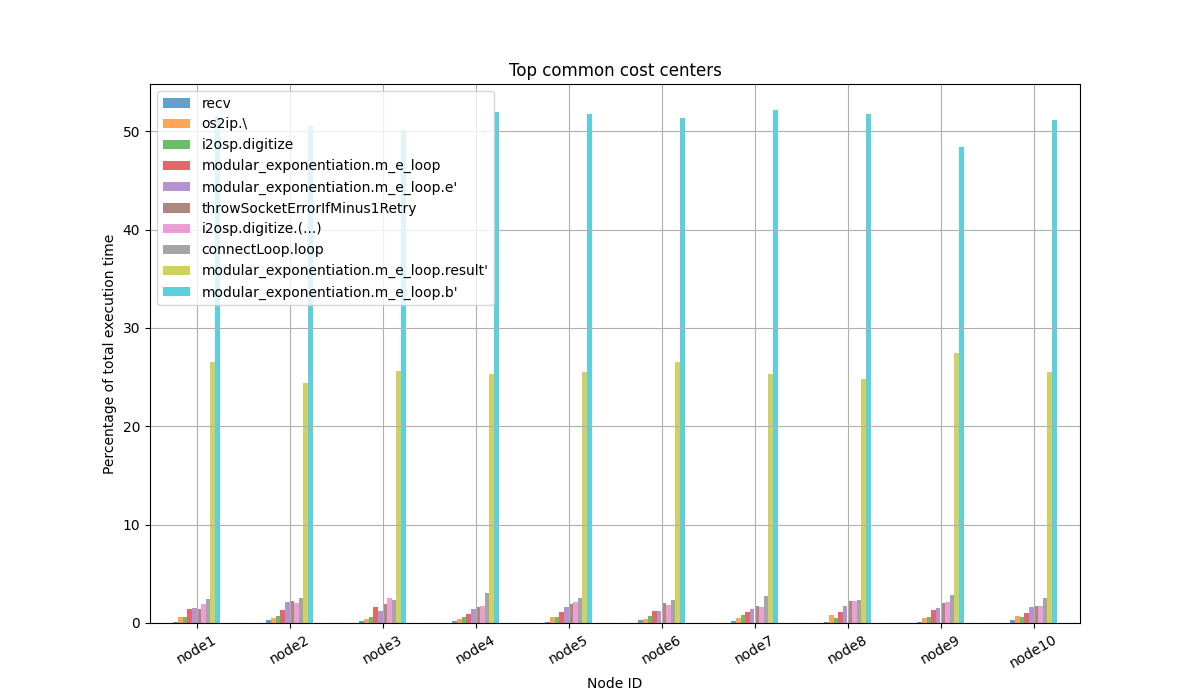 Top common cost centers
recv
os2ip.\
i2osp.digitize
modular_exponentiation.m_e_loop
modular_exponentiation.m_e_loop.e'
throwSocketErrorIfMinus1Retry
i2osp.digitize.(...)
connectLoop.loop
modular_exponentiation.m_e_loop.result'
modular_exponentiation.m_e_loop.b'
Percentage of total execution time
50
40
30
20
10
0
node1 node2 node3 node4 node5 node6 node7 node8 node9 node10
Node ID